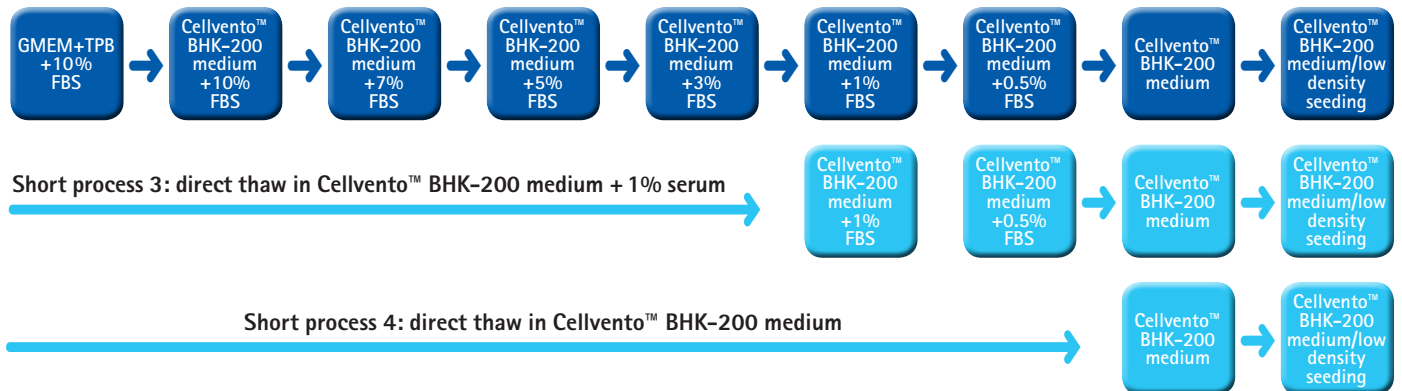 GMEM+TPB
+10%
FBS
Cellvento™
BHK-200
medium
+10%
FBS
Cellvento™
BHK-200
medium
+7%
FBS
Cellvento™
BHK-200
medium
+5%
FBS
Cellvento™
BHK-200
medium
+3%
FBS
Cellvento™
BHK-200
medium
+1%
FBS
Cellvento™
BHK-200
medium
+0.5%
FBS
Cellvento™
BHK-200
medium
Cellvento™
BHK-200
medium/low
density
seeding
Short process 3: direct thaw in Cellvento™ BHK-200 medium + 1% serum
Cellvento™
BHK-200
medium
+1%
FBS
Cellvento™
BHK-200
medium
+0.5%
FBS
Cellvento™
BHK-200
medium
Cellvento™
BHK-200
medium/low
density
seeding
Short process 4: direct thaw in Cellvento™ BHK-200 medium
Cellvento™
BHK-200
medium
Cellvento™
BHK-200
medium/low
density
seeding